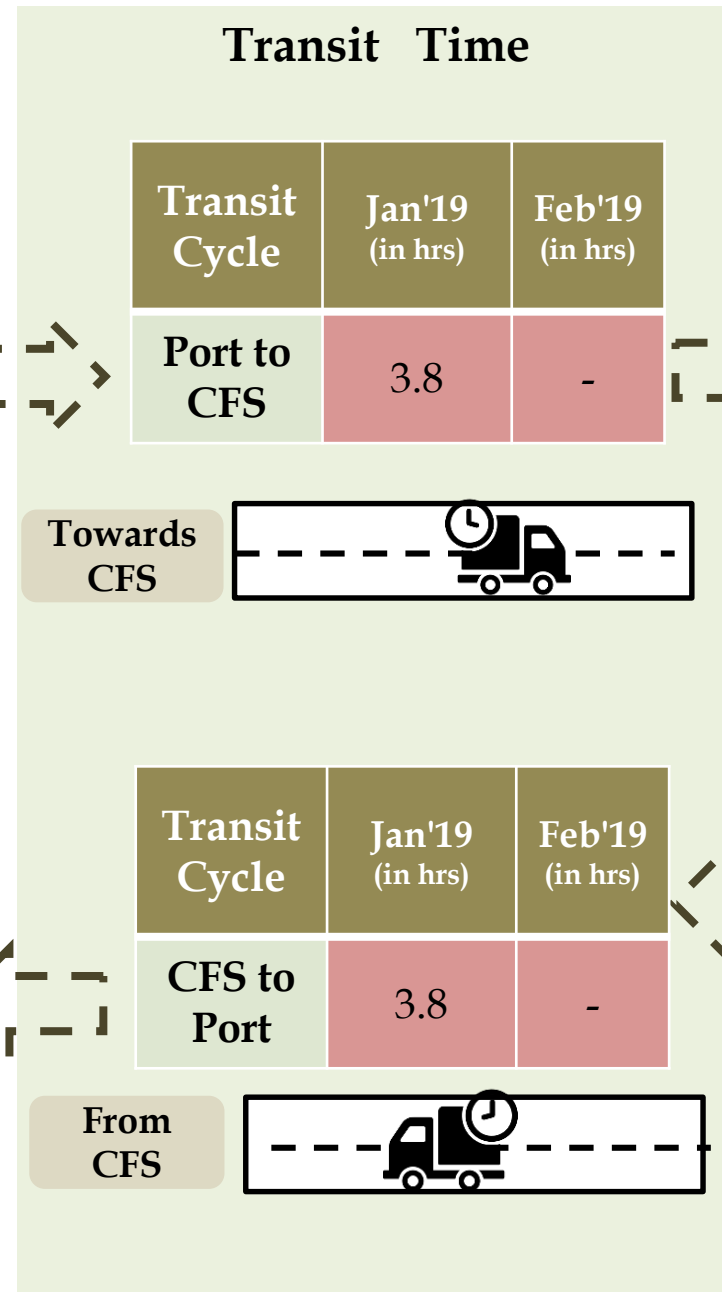 Transit Time
Transit Cycle
Jan'19 (in hrs)
Feb'19 (in hrs)
Port to CFS
3.8
-
Towards CFS
Transit Cycle
Jan'19 (in hrs)
Feb'19 (in hrs)
CFS to Port
3.8
-
From CFS